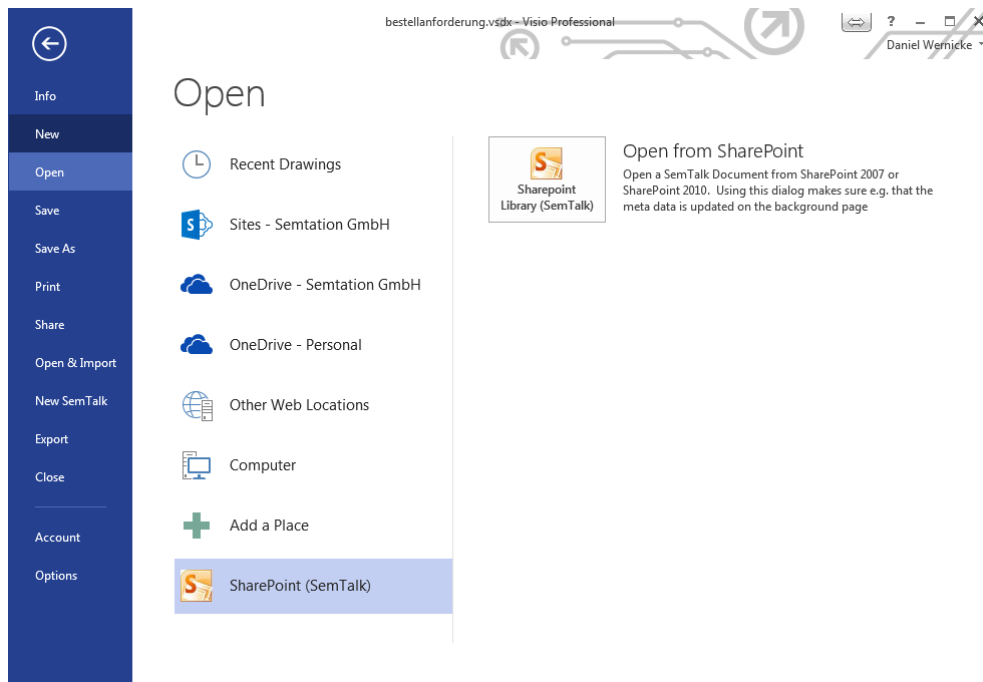 bestellanforderung.vsdx - Visio Professional
?
Daniel Wernicke
Info
New
Open
Save
Save As
Print
Share
Open & Import
New SemTalk
Export
Close
Account
Options
Open
Recent Drawings
Sites - Semtation GmbH
OneDrive - Semtation GmbH
OneDrive - Personal
Other Web Locations
Computer
Add a Place
SharePoint (SemTalk)
Sharepoint
Library (SemTalk)
Open from SharePoint
Open a SemTalk Document from SharePoint 2007 or
SharePoint 2010. Using this dialog makes sure e.g. that the
meta data is updated on the background page